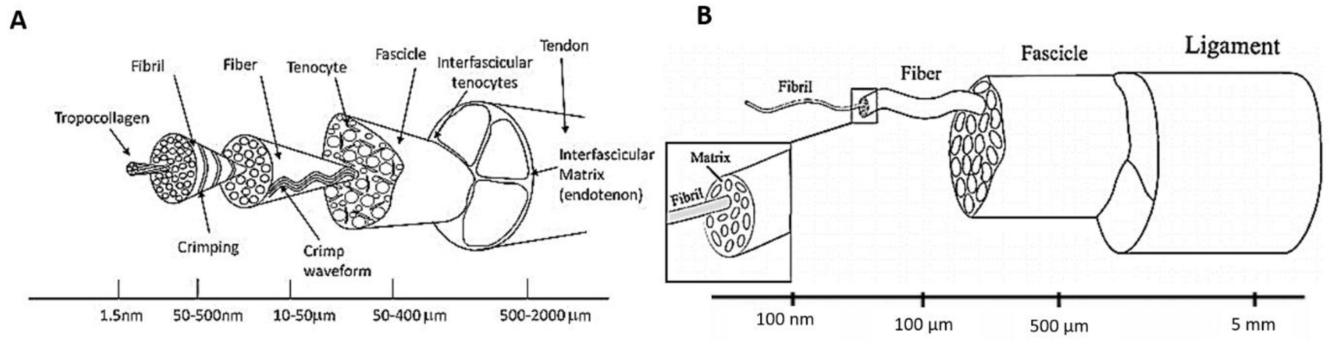 A
Tropocollagen
Fibril
Fiber
Tenocyte
Fascicle
Interfascicular
tenocytes
Tendon
Interfascicular
Matrix
(endotenon)
Crimping
Crimp
waveform
1.5nm
50-500nm
10-50μm
50-400 μm
500-2000 μm
B
Fibril
Fiber
Fascicle
Ligament
Matrix
Fibril
100 nm
100 μm
500 μm
5 mm